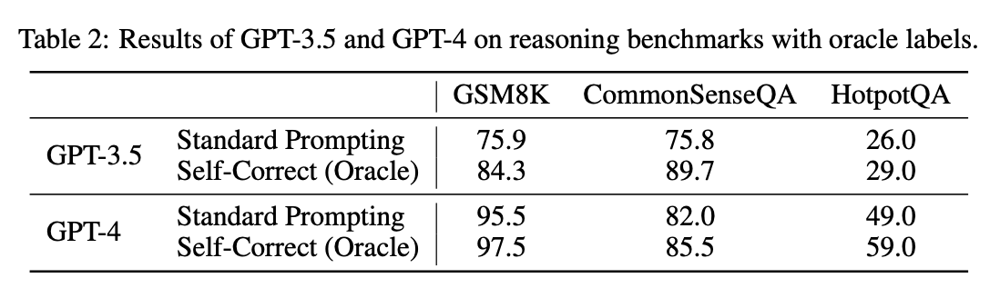 Table 2: Results of GPT-3.5 and GPT-4 on reasoning benchmarks with oracle labels.
GSM8K CommonSenseQA HotpotQA
GPT-3.5
Standard Prompting 75.9 75.8 26.0
Self-Correct (Oracle) 84.3 89.7 29.0
GPT-4
Standard Prompting 95.5 82.0 49.0
Self-Correct (Oracle) 97.5 85.5 59.0